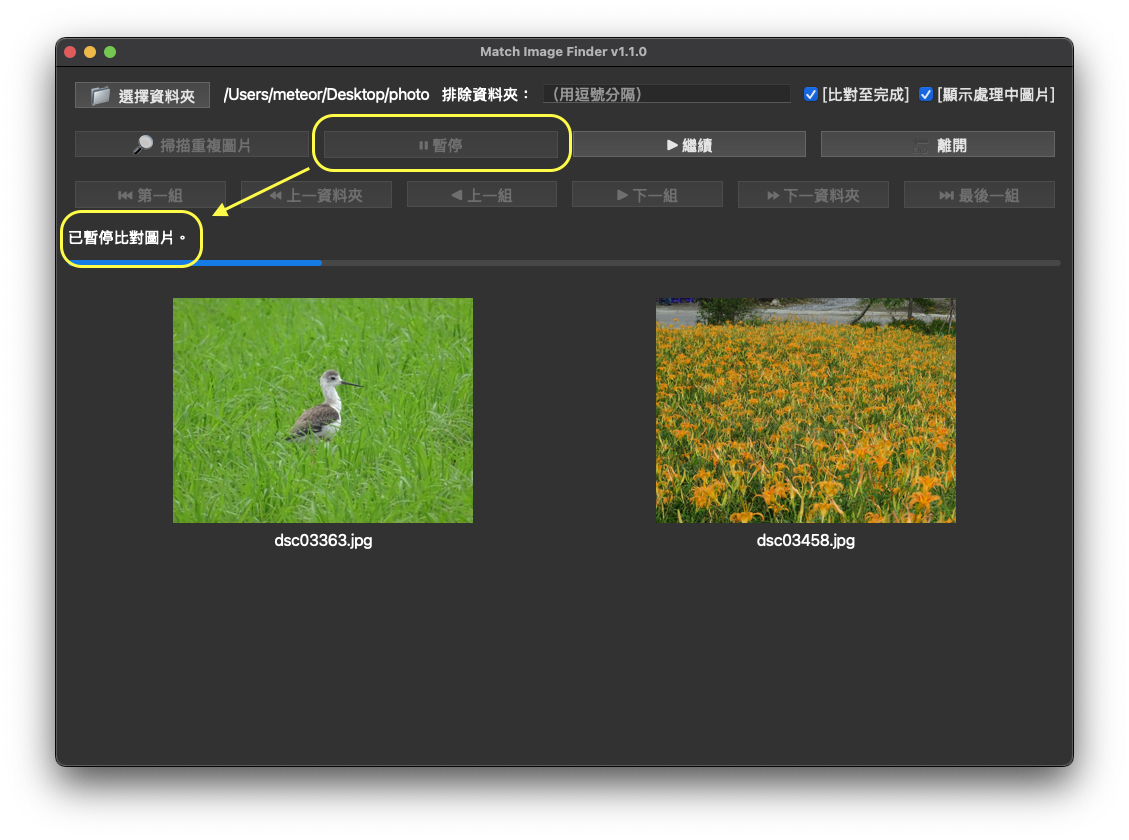 Match Image Finder v1.1.0
選擇資料夾 /Users/meteor/Desktop/photo 排除資料夾： （用逗號分隔） [比對至完成] [顯示處理中圖片]
掃描重複圖片 暫停 繼續 離開
第一組 上一資料夾 上一組 下一組 下一資料夾 最後一組
已暫停比對圖片。
dsc03363.jpg dsc03458.jpg